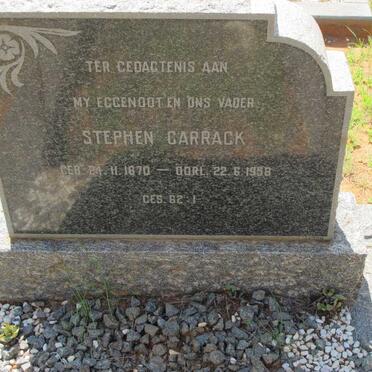 TER GEDAGTENIS AAN
MY EGGENOOT EN ONS VADER
STEPHEN CARRACK
GEB. 24.11.1870 — OORL. 22.6.1958
GES. 62:1